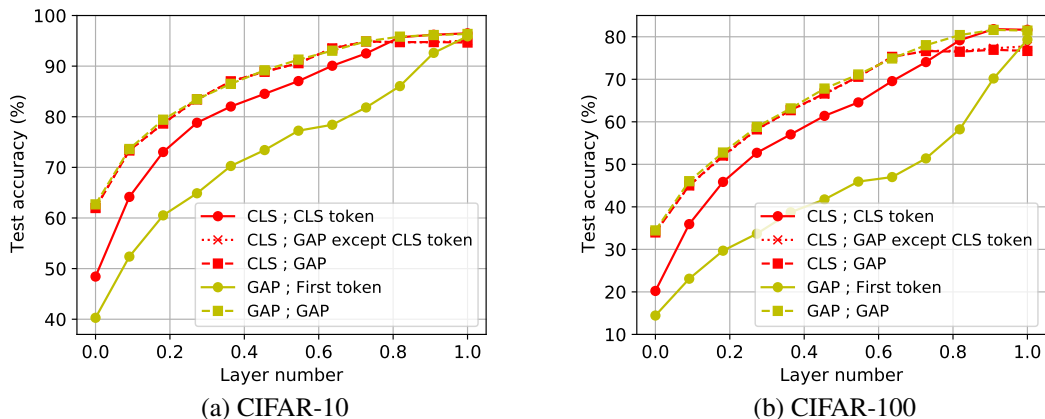 100
90
80
70
60
50
40
Test accuracy (%)
CLS ; CLS token
CLS ; GAP except CLS token
CLS ; GAP
GAP ; First token
GAP ; GAP
0.0 0.2 0.4 0.6 0.8 1.0
Layer number
(a) CIFAR-10
80
70
60
50
40
30
20
10
Test accuracy (%)
CLS ; CLS token
CLS ; GAP except CLS token
CLS ; GAP
GAP ; First token
GAP ; GAP
0.0 0.2 0.4 0.6 0.8 1.0
Layer number
(b) CIFAR-100